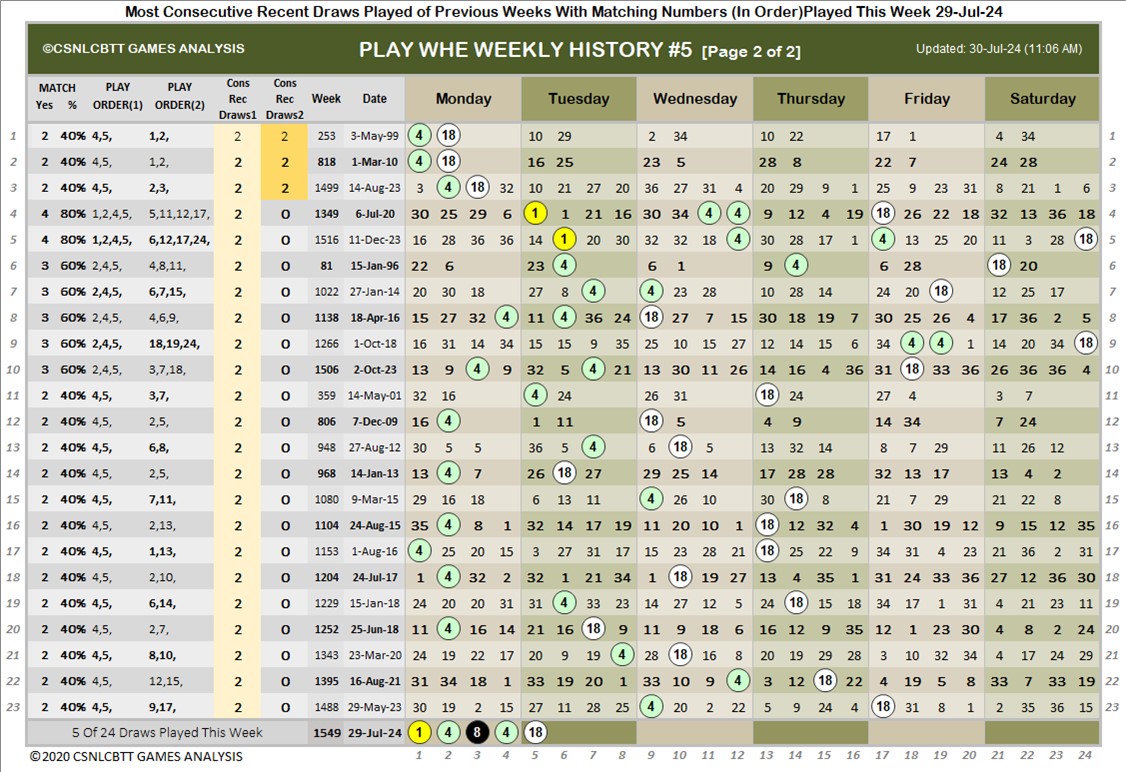 Most Consecutive Recent Draws Played of Previous Weeks With Matching Numbers (In Order)Played This Week 29-Jul-24
©CSNLCBTT GAMES ANALYSIS PLAY WHE WEEKLY HISTORY #5 [Page 2 of 2] Updated: 30-Jul-24 (11:06 AM)
MATCH Yes % PLAY ORDER(1) PLAY ORDER(2) Cons Rec Draws1 Cons Rec Draws2 Week Date Monday Tuesday Wednesday Thursday Friday Saturday
1 2 40% 4,5, 1,2, 2 2 253 3-May-99 4 18 10 29 2 34 10 22 17 1 4 34 1
2 2 40% 4,5, 1,2, 2 2 818 1-Mar-10 4 18 16 25 23 5 28 8 22 7 24 28 2
3 2 40% 4,5, 2,3, 2 2 1499 14-Aug-23 3 4 18 32 10 21 27 20 36 27 31 4 20 29 9 1 25 9 23 31 8 21 1 6 3
4 4 80% 1,2,4,5, 5,11,12,17, 2 0 1349 6-Jul-20 30 25 29 6 1 1 21 16 30 34 4 4 9 12 4 19 18 26 22 18 32 13 36 18 4
5 4 80% 1,2,4,5, 6,12,17,24, 2 0 1516 11-Dec-23 16 28 36 36 14 1 20 30 32 32 18 4 30 28 17 1 4 13 25 20 11 3 28 18 5
6 3 60% 2,4,5, 4,8,11, 2 0 81 15-Jan-96 22 6 23 4 6 1 9 4 6 28 18 20 6
7 3 60% 2,4,5, 6,7,15, 2 0 1022 27-Jan-14 20 30 18 27 8 4 4 23 28 10 28 14 24 20 18 12 25 17 7
8 3 60% 2,4,5, 4,6,9, 2 0 1138 18-Apr-16 15 27 32 4 11 4 36 24 18 27 7 15 30 18 19 7 30 25 26 4 17 36 2 5 8
9 3 60% 2,4,5, 18,19,24, 2 0 1266 1-Oct-18 16 31 14 34 15 15 9 35 25 10 15 27 12 14 15 6 34 4 4 1 14 20 34 18 9
10 3 60% 2,4,5, 3,7,18, 2 0 1506 2-Oct-23 13 9 4 9 32 5 4 21 13 30 11 26 14 16 4 36 31 18 33 36 26 36 36 4 10
11 2 40% 4,5, 3,7, 2 0 359 14-May-01 32 16 4 24 26 31 18 24 27 4 3 7 11
12 2 40% 4,5, 2,5, 2 0 806 7-Dec-09 16 4 1 11 18 5 4 9 14 34 7 24 12
13 2 40% 4,5, 6,8, 2 0 948 27-Aug-12 30 5 5 36 35 4 6 18 5 13 32 14 8 7 29 11 26 12 13
14 2 40% 4,5, 2,5, 2 0 968 14-Jan-13 13 4 7 26 18 27 29 25 14 17 28 28 32 13 17 13 4 2 14
15 2 40% 4,5, 7,11, 2 0 1080 9-Mar-15 29 16 18 6 13 11 4 26 10 30 18 8 21 7 29 21 22 8 15
16 2 40% 4,5, 2,13, 2 0 1104 24-Aug-15 35 4 8 1 32 14 17 19 11 20 10 1 18 12 32 4 1 30 19 12 9 15 12 35 16
17 2 40% 4,5, 1,13, 2 0 1153 1-Aug-16 4 25 20 15 3 27 31 17 15 23 28 21 18 25 22 9 34 31 4 23 21 36 2 31 17
18 2 40% 4,5, 2,10, 2 0 1204 24-Jul-17 1 4 32 2 32 1 21 34 1 18 19 27 13 4 35 1 31 24 33 36 27 12 36 30 18
19 2 40% 4,5, 6,14, 2 0 1229 15-Jan-18 24 20 20 31 31 4 33 23 14 27 12 5 24 18 15 18 34 17 1 31 4 21 23 11 19
20 2 40% 4,5, 2,7, 2 0 1252 25-Jun-18 11 4 16 14 21 16 18 9 11 9 18 6 16 12 9 35 12 1 23 30 4 8 2 24 20
21 2 40% 4,5, 8,10, 2 0 1343 23-Mar-20 24 19 22 17 20 9 19 4 28 18 16 8 20 19 29 28 3 10 32 34 4 17 24 29 21
22 2 40% 4,5, 12,15, 2 0 1395 16-Aug-21 31 34 18 1 33 19 20 1 33 10 9 4 3 12 18 22 4 19 5 8 33 7 33 19 22
23 2 40% 4,5, 9,17, 2 0 1488 29-May-23 30 19 2 15 27 11 28 25 4 20 2 22 5 9 24 4 18 31 8 1 2 35 36 15 23
5 Of 24 Draws Played This Week 1549 29-Jul-24 1 4 8 4 18
©2020 CSNLCBTT GAMES ANALYSIS 1 2 3 4 5 6 7 8 9 10 11 12 13 14 15 16 17 18 19 20 21 22 23 24